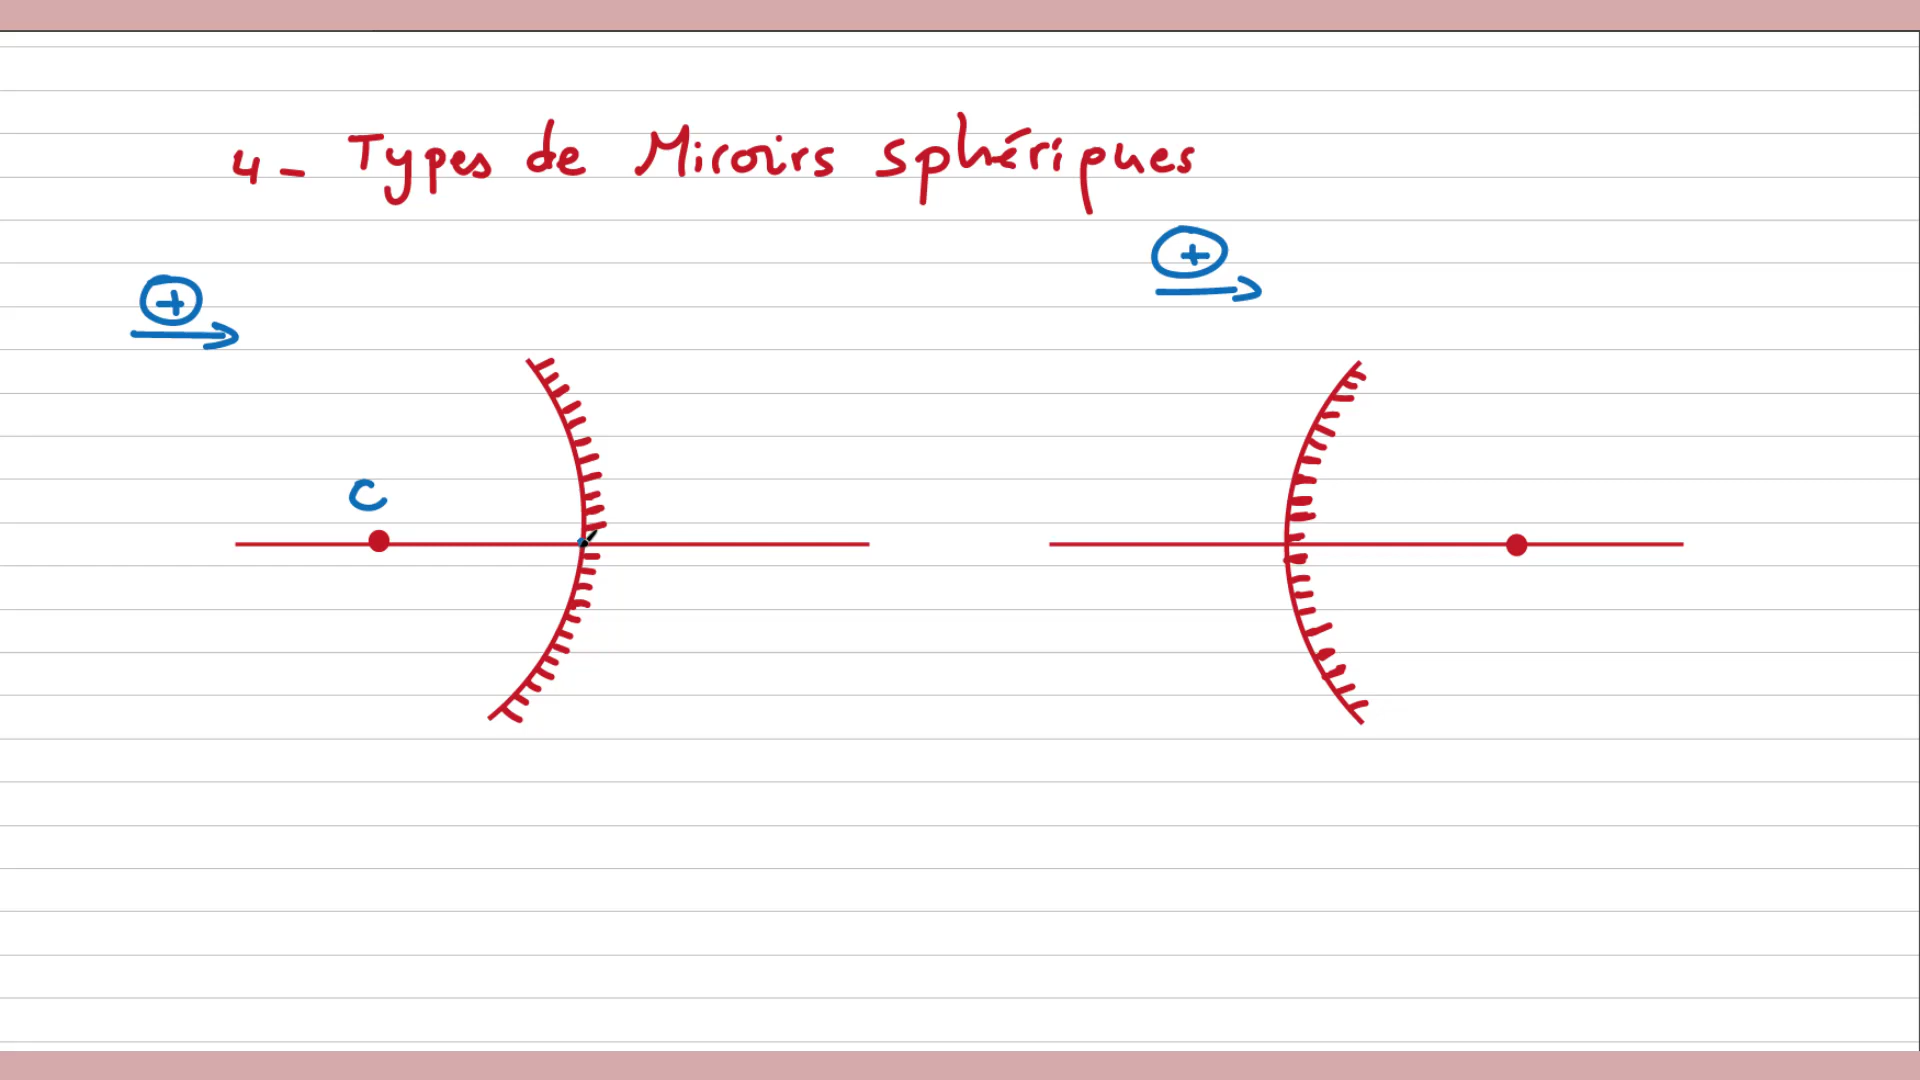 4- Types de Miroirs sphériques
+
+
C